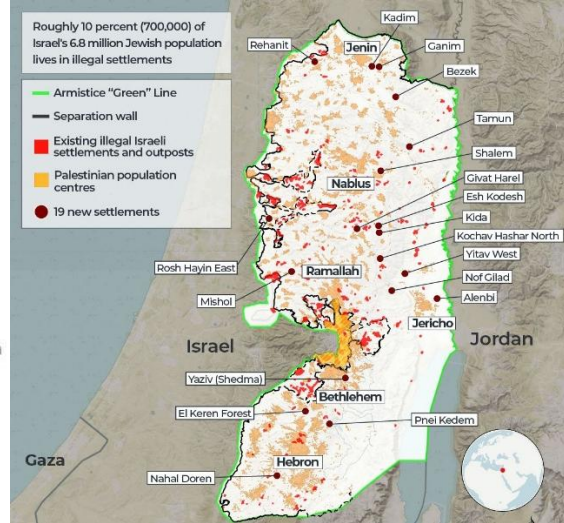 Roughly 10 percent (700,000) of
Israel's 6.8 million Jewish population
lives in illegal settlements
Armistice "Green" Line
Separation wall
Existing illegal Israeli
settlements and outposts
Palestinian population
centres
19 new settlements
Kadim
Rehanit
Jenin
Ganim
Bezek
Tamun
Shalem
Nablus
Givat Harel
Esh Kodesh
Kida
Kochav Hashar North
Rosh Hayin East
Ramallah
Yitav West
Nof Gilad
Mishol
Alenbi
Jericho
Israel
Jordan
Yaziv (Shedma)
Bethlehem
El Keren Forest
Pnei Kedem
Gaza
Hebron
Nahal Doren